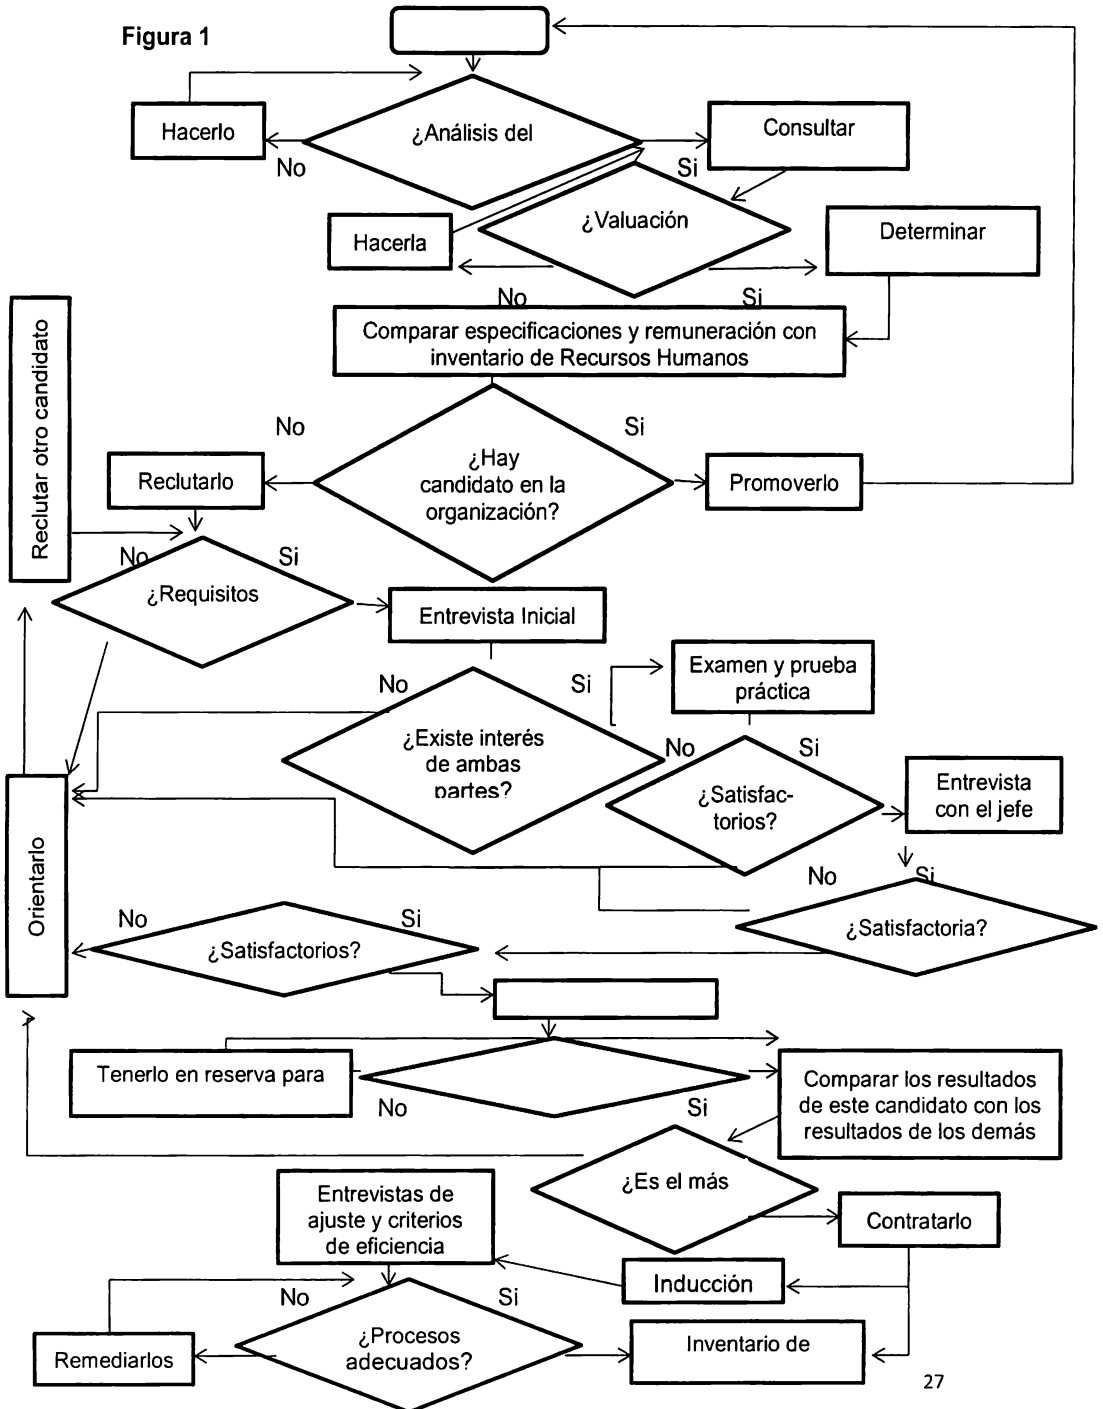 Figura 1
Hacerlo
¿Análisis del
Consultar
No
Si
Hacerla
¿Valuación
Determinar
No
Si
Comparar especificaciones y remuneración con
inventario de Recursos Humanos
Reclutar otro candidato
No
Si
Reclutarlo
¿Hay
candidato en la
organización?
Promoverlo
No
Si
¿Requisitos
Entrevista Inicial
Examen y prueba
práctica
No
Si
¿Existe interés
de ambas
partes?
No
Si
¿Satisfac-
torios?
Entrevista
con el jefe
Orientarlo
No
Si
¿Satisfactoria?
No
Si
¿Satisfactorios?
Tenerlo en reserva para
No
Si
Comparar los resultados
de este candidato con los
resultados de los demás
¿Es el más
Contratarlo
Entrevistas de
ajuste y criterios
de eficiencia
Inducción
No
Si
¿Procesos
adecuados?
Remediarlos
Inventario de
27